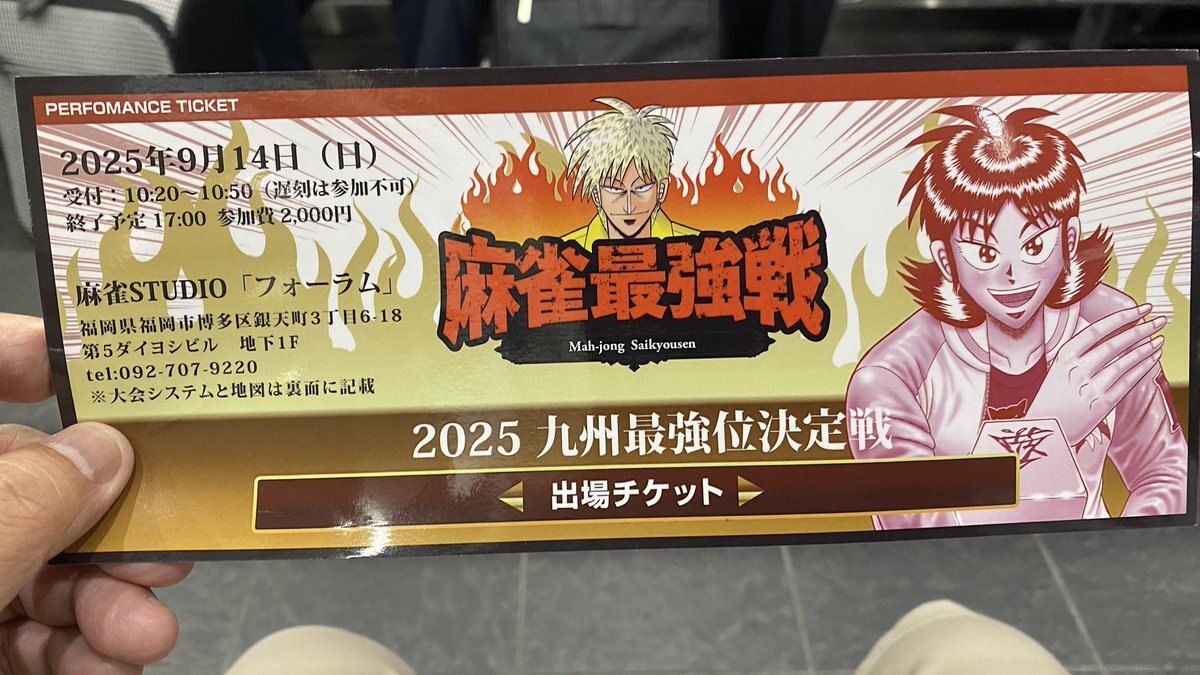 PERFOMANCE TICKET
2025年9月14日（日）
受付：10:20～10:50（遅刻は参加不可）
終了予定 17:00 参加費 2,000円
麻雀STUDIO「フォーラム」
福岡県福岡市博多区銀天町3丁目6-18
第5ダイヨシビル 地下1F
tel:092-707-9220
※大会システムと地図は裏面に記載
麻雀最強戦
Mah-jong Saikyousen
2025 九州最強位決定戦
出場チケット